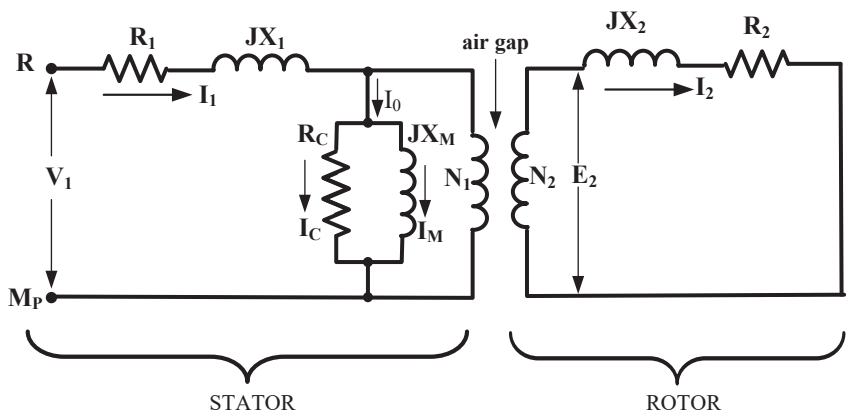 R
R1
JX1
I1
I0
RC
JXM
IC
IM
V1
MP
N1
air gap
N2
E2
JX2
R2
I2
STATOR
ROTOR